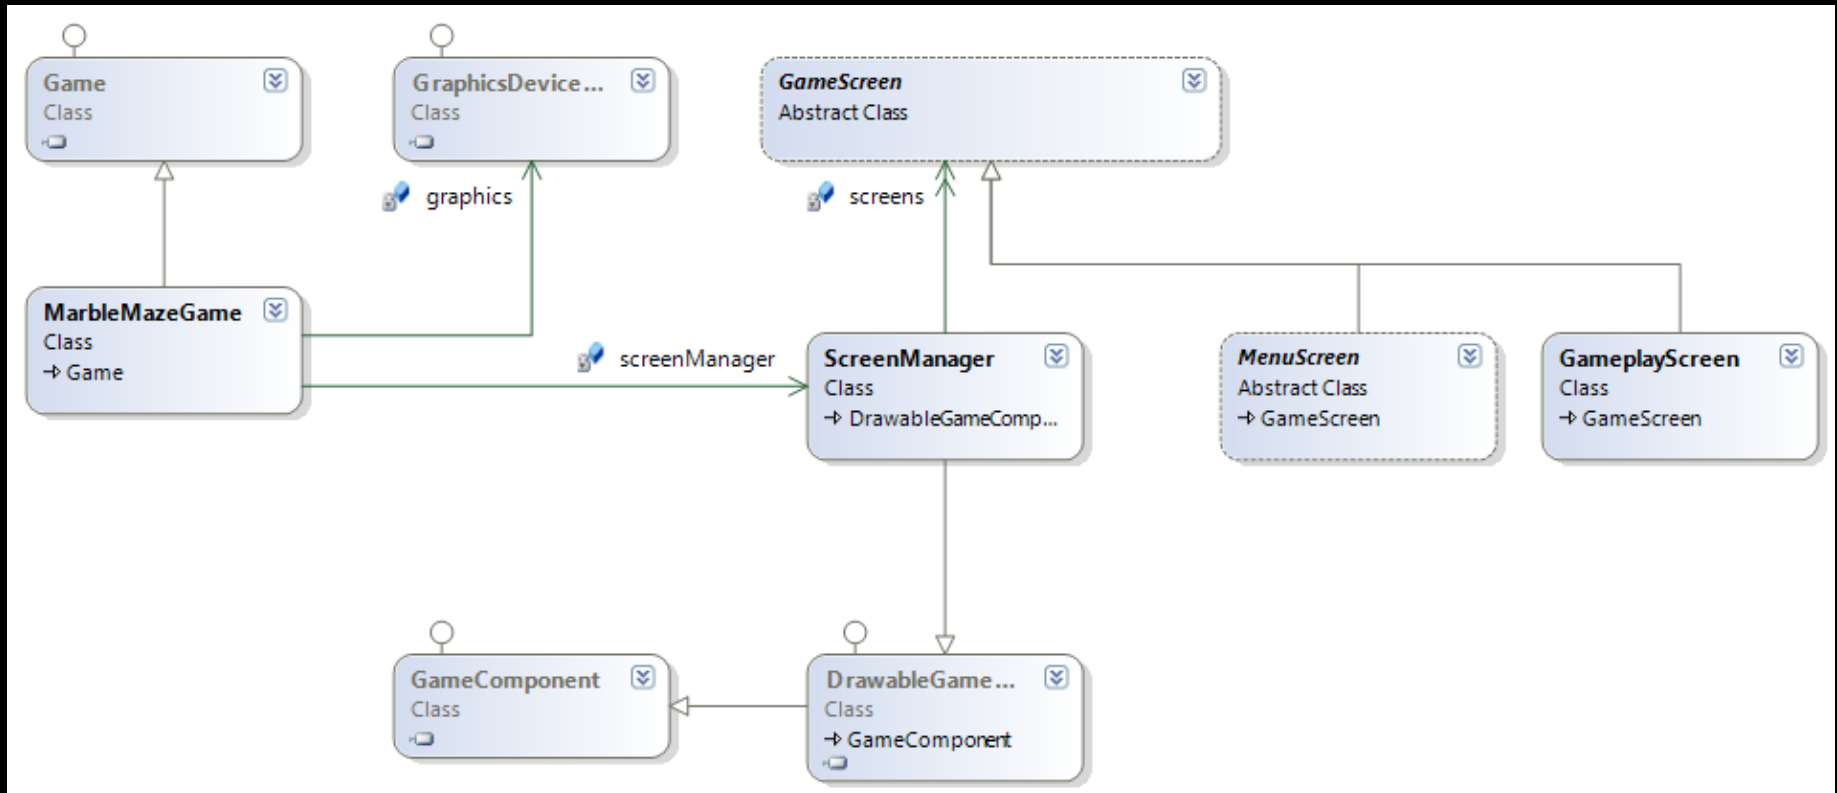 Game
Class
GraphicsDevice...
Class
GameScreen
Abstract Class
graphics
screens
MarbleMazeGame
Class
Game
screenManager
ScreenManager
Class
DrawableGameComp...
MenuScreen
Abstract Class
GameScreen
GameplayScreen
Class
GameScreen
GameComponent
Class
DrawableGame...
Class
GameComponent